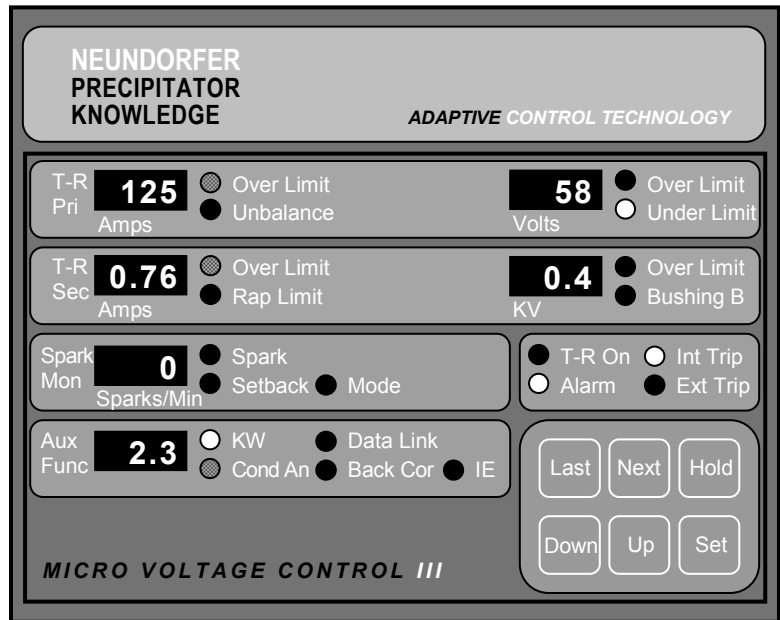 NEUNDORFER
PRECIPITATOR
KNOWLEDGE
ADAPTIVE CONTROL TECHNOLOGY
T-R Pri
125
Amps
Over Limit
Unbalance
58
Volts
Over Limit
Under Limit
T-R Sec
0.76
Amps
Over Limit
Rap Limit
0.4
KV
Over Limit
Bushing B
Spark Mon
0
Sparks/Min
Spark
Setback
Mode
T-R On
Int Trip
Alarm
Ext Trip
Aux Func
2.3
KW
Data Link
Cond An
Back Cor
IE
Last
Next
Hold
Down
Up
Set
MICRO VOLTAGE CONTROL III